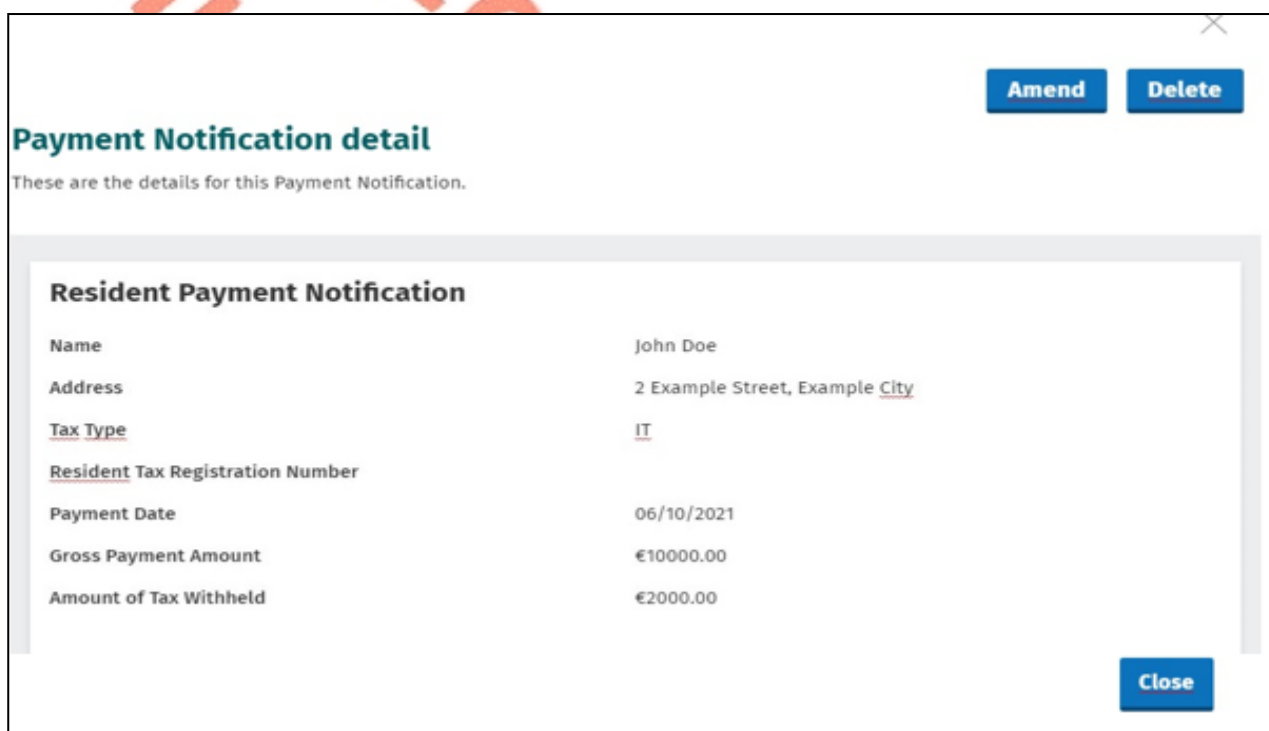 Amend Delete
Payment Notification detail
These are the details for this Payment Notification.
Resident Payment Notification
Name John Doe
Address 2 Example Street, Example City
Tax Type IT
Resident Tax Registration Number
Payment Date 06/10/2021
Gross Payment Amount €10000.00
Amount of Tax Withheld €2000.00
Close